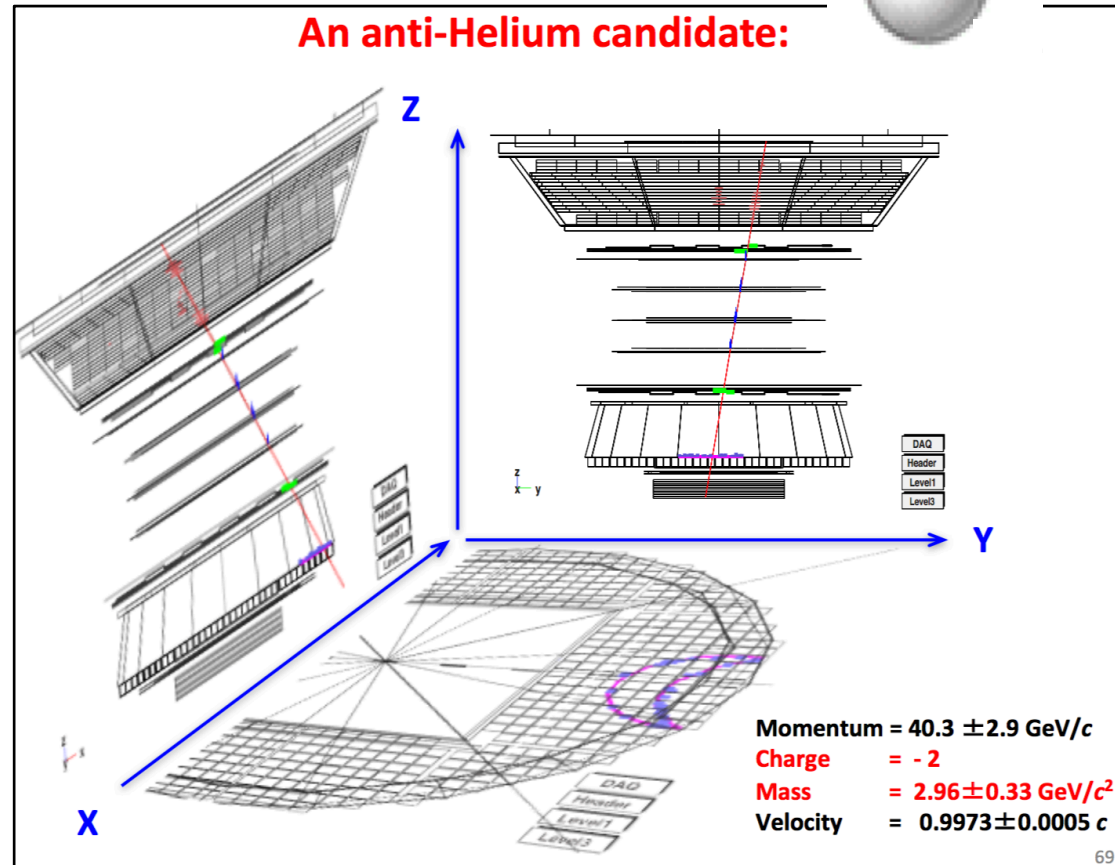 An anti-Helium candidate:
Z
DAQ
Header
Level1
Level3
z
x y
DAQ
Header
Level1
Level3
Y
z
y x
X
DAQ
Header
Level1
Level3
Momentum = 40.3 ±2.9 GeV/c
Charge = - 2
Mass = 2.96±0.33 GeV/c²
Velocity = 0.9973±0.0005 c
69